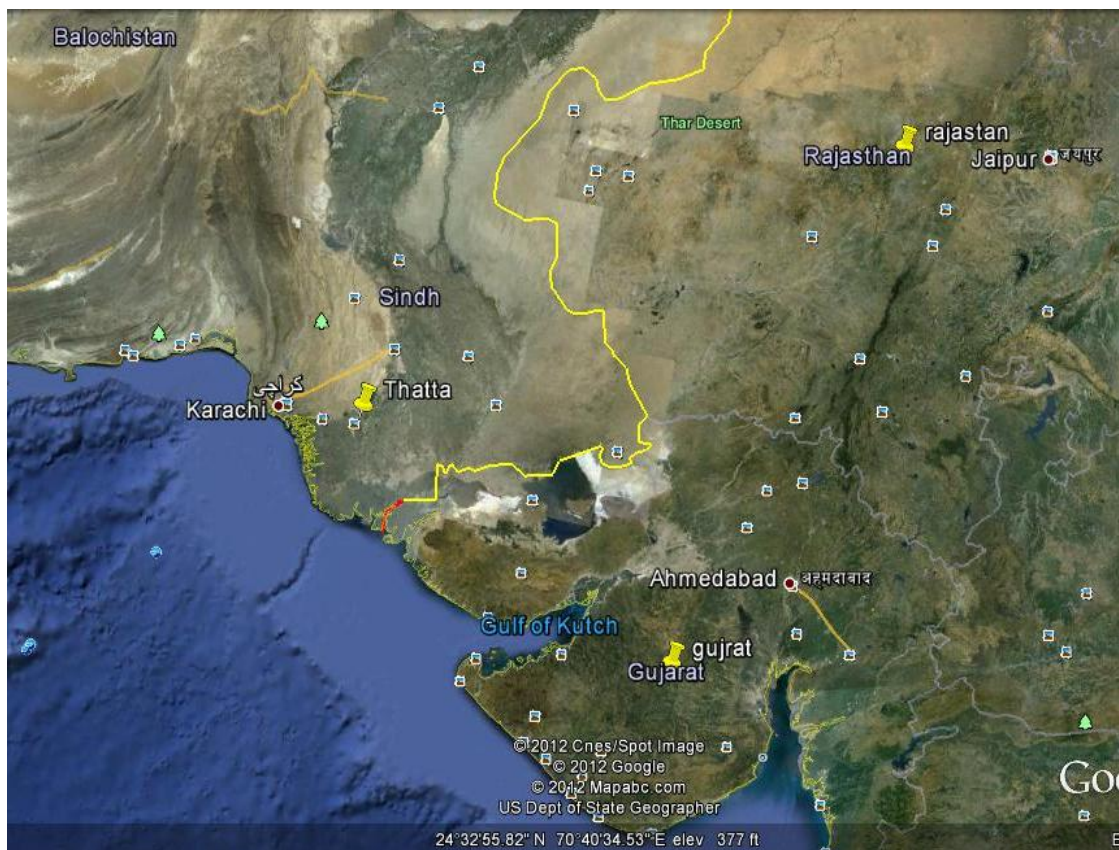 Balochistan
Thar Desert
rajastan
Rajasthan
Jaipur
जयपुर
Sindh
کراچی
Karachi
Thatta
Ahmedabad
अहमदाबाद
Gulf of Kutch
gujrat
Gujarat
© 2012 Cnes/Spot Image
© 2012 Google
© 2012 Mapabc.com
US Dept of State Geographer
Goo
24°32'55.82" N 70°40'34.53" E elev 377 ft
E